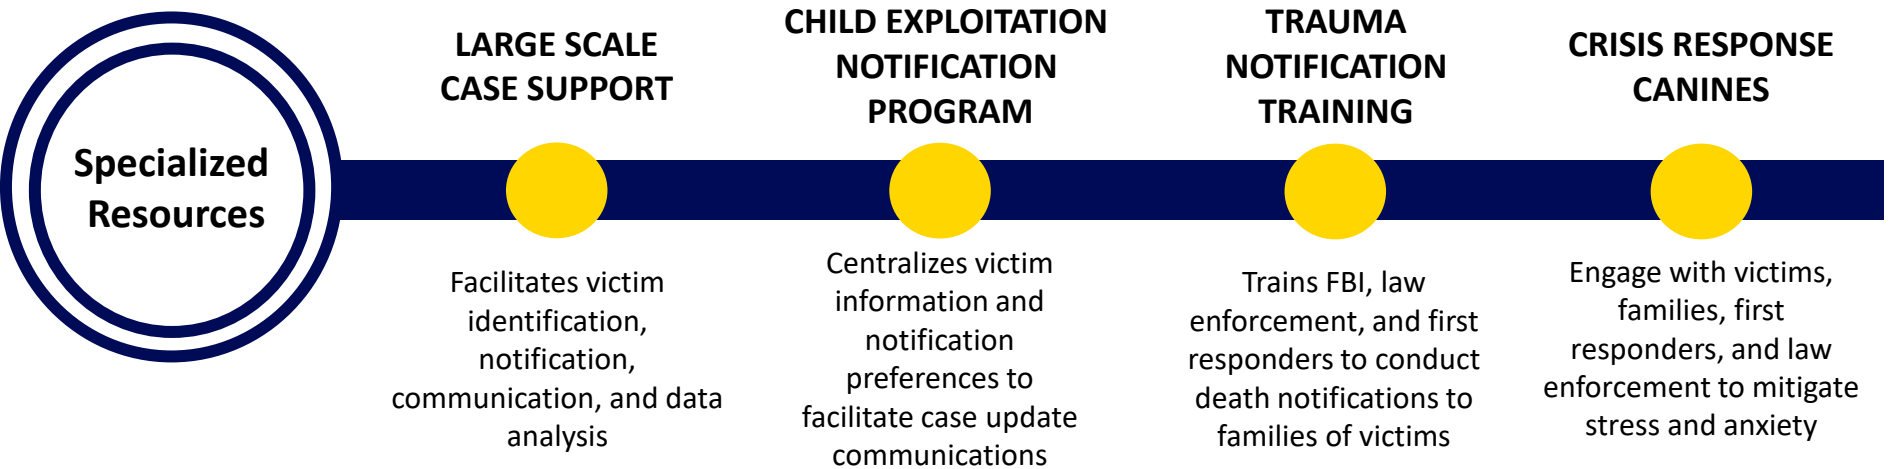 Specialized
Resources
LARGE SCALE
CASE SUPPORT
Facilitates victim
identification,
notification,
communication, and data
analysis
CHILD EXPLOITATION
NOTIFICATION
PROGRAM
Centralizes victim
information and
notification
preferences to
facilitate case update
communications
TRAUMA
NOTIFICATION
TRAINING
Trains FBI, law
enforcement, and first
responders to conduct
death notifications to
families of victims
CRISIS RESPONSE
CANINES
Engage with victims,
families, first
responders, and law
enforcement to mitigate
stress and anxiety